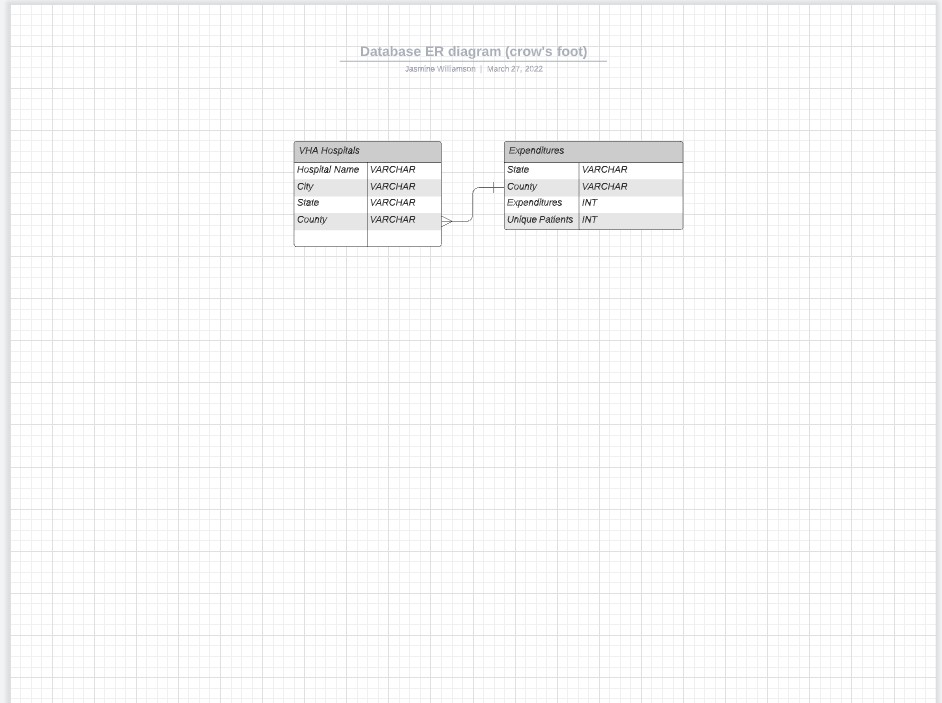 Database ER diagram (crow's foot)
Jasmine Williamson | March 27, 2022
VHA Hospitals
Hospital Name VARCHAR
City VARCHAR
State VARCHAR
County VARCHAR
Expenditures
State VARCHAR
County VARCHAR
Expenditures INT
Unique Patients INT